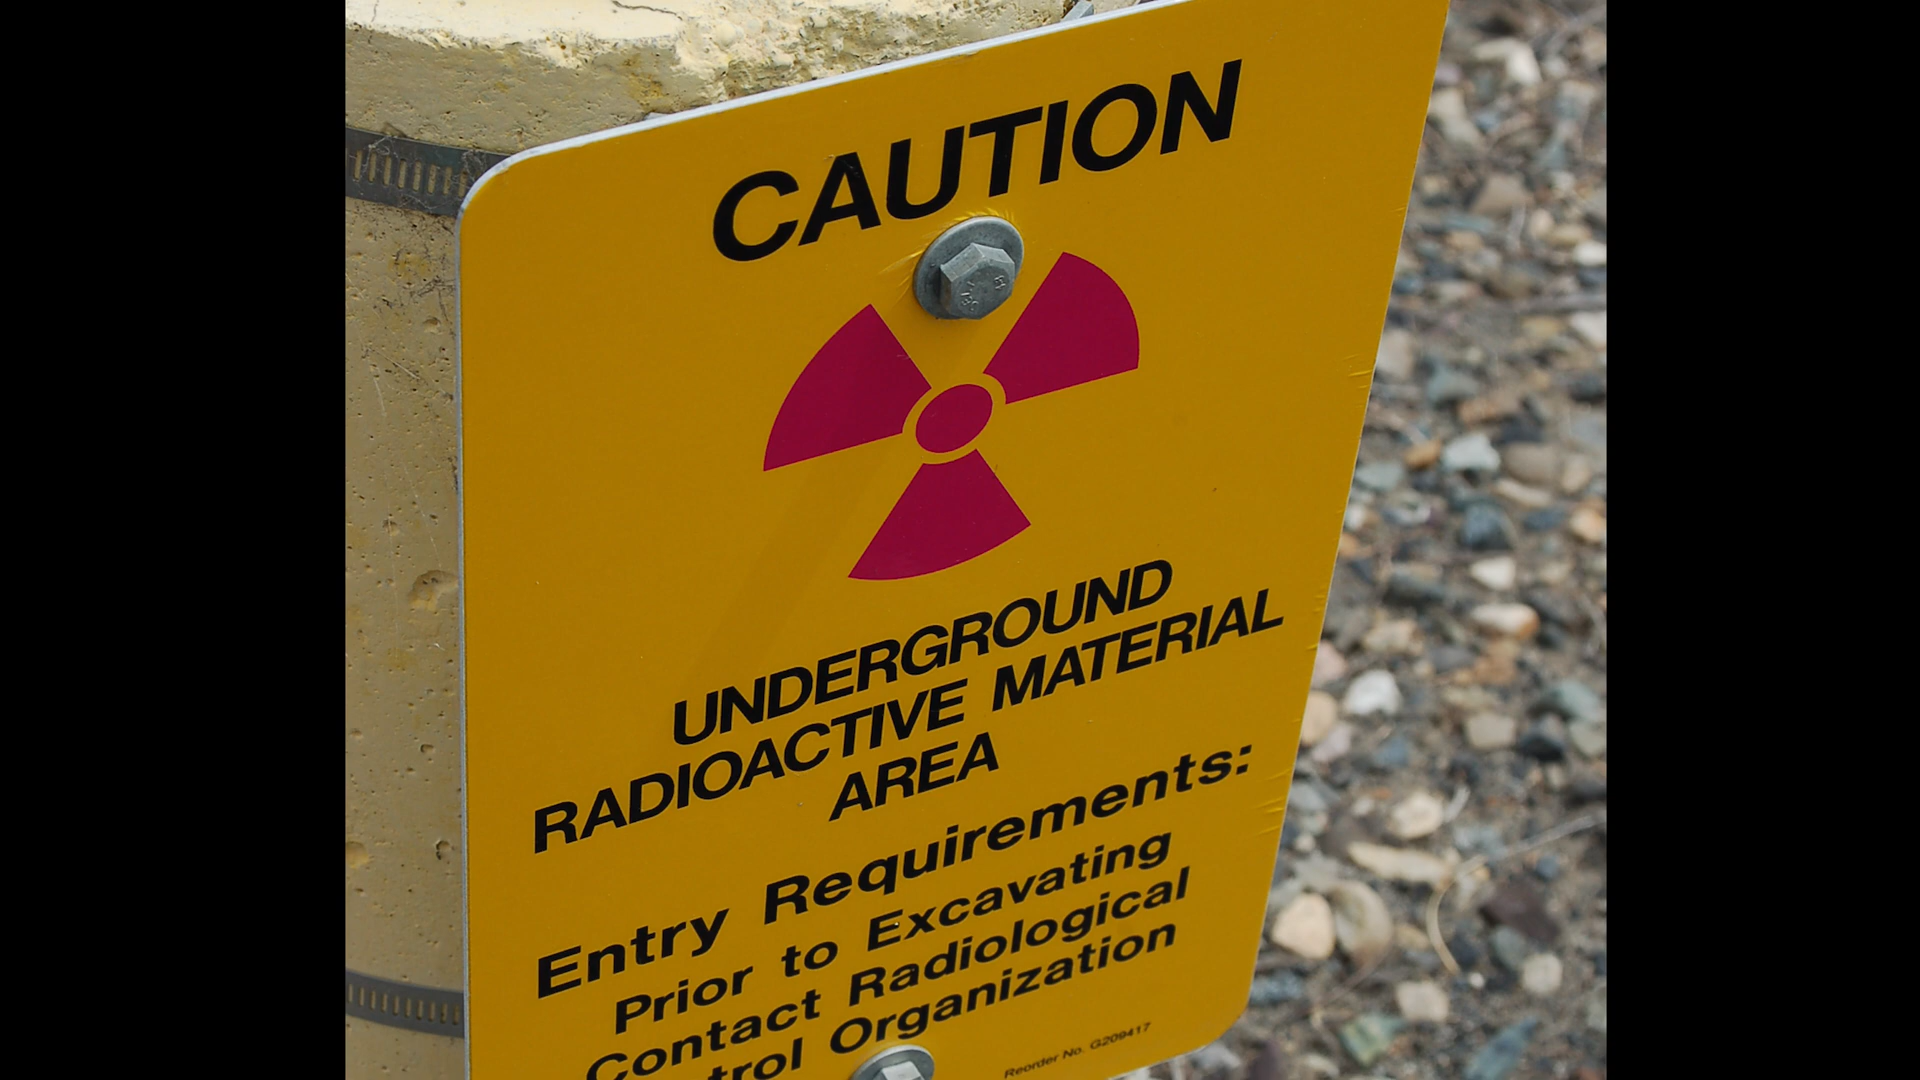 CAUTION
UNDERGROUND
RADIOACTIVE MATERIAL
AREA
Entry Requirements:
Prior to Excavating
Contact Radiological
Organization
Reorder No. G209417